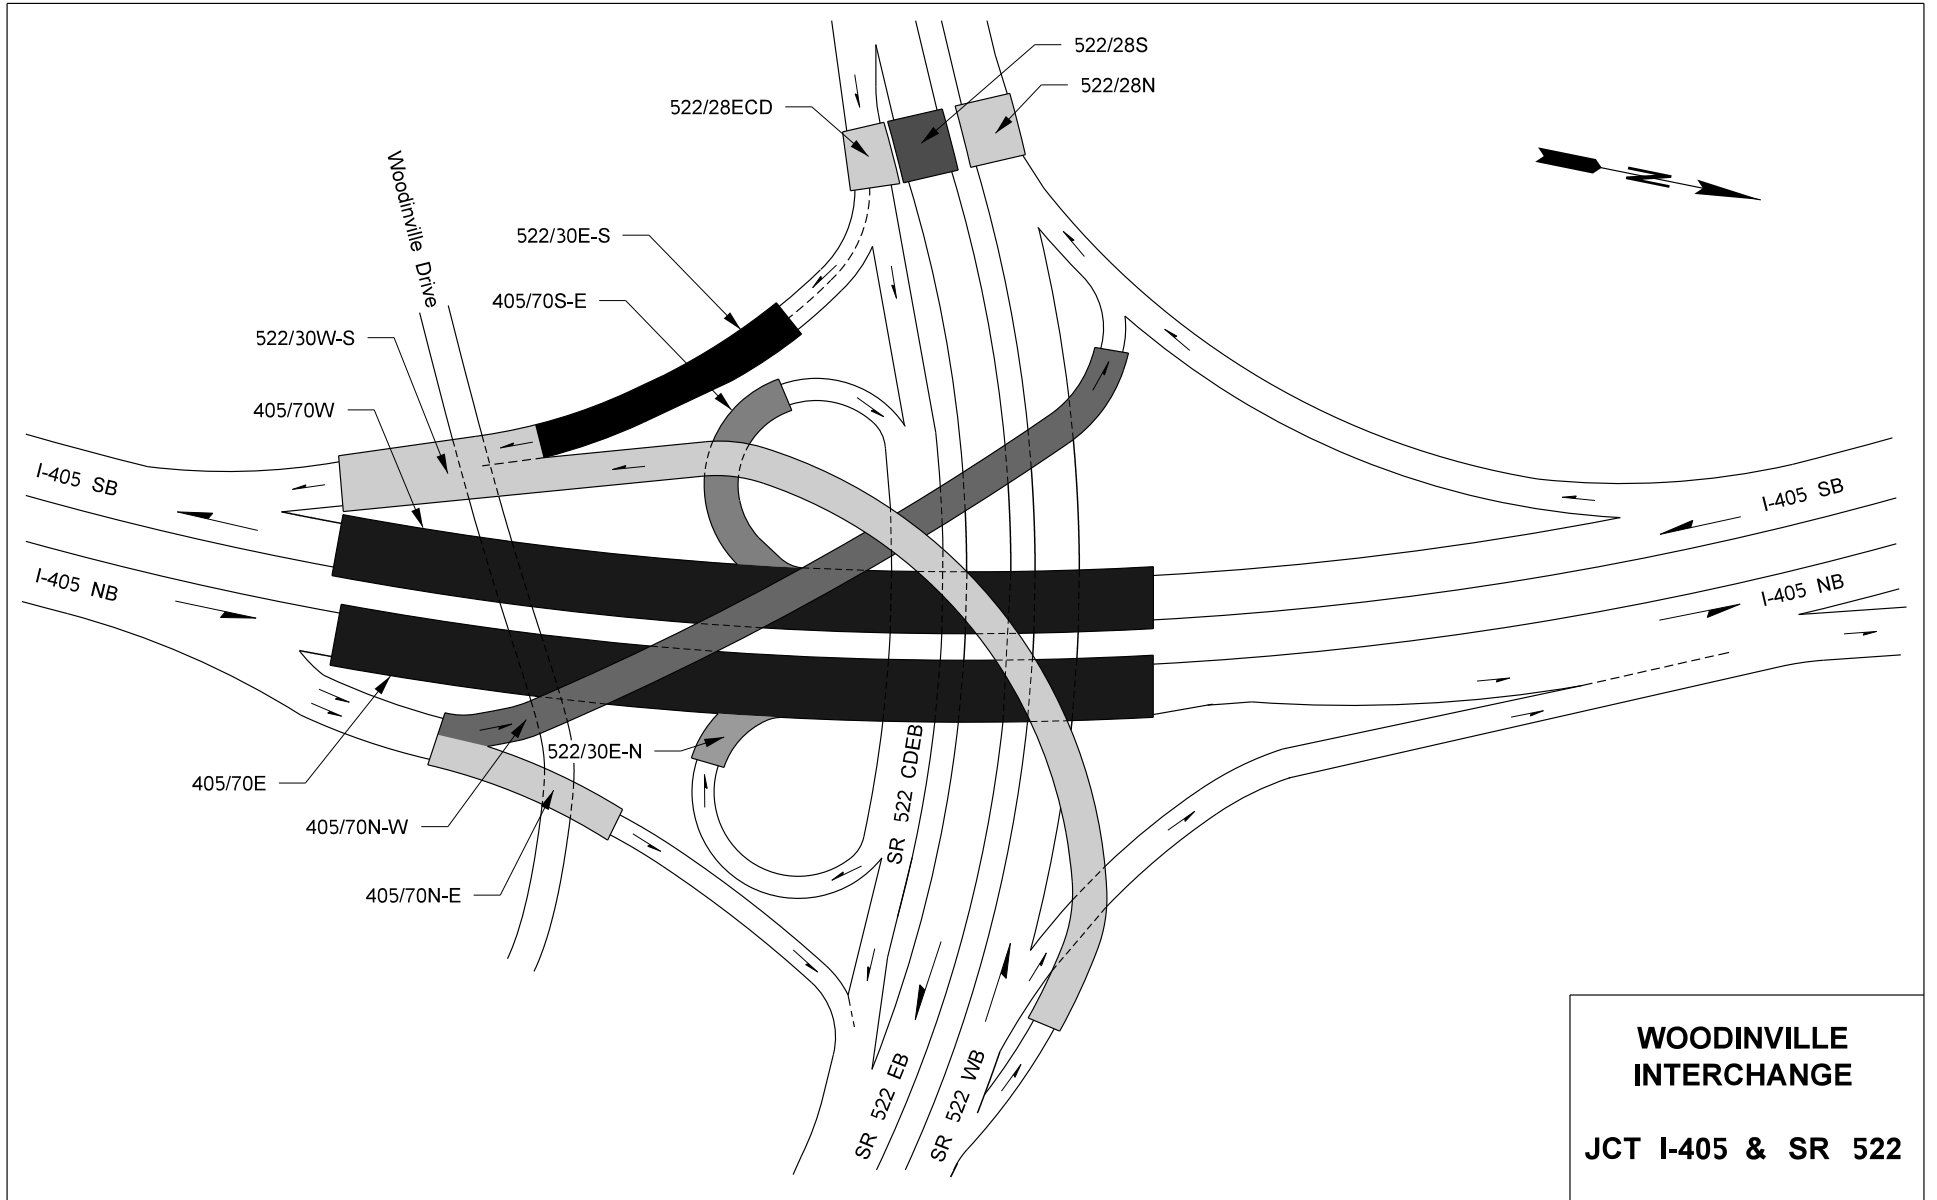 522/28S
522/28N
522/28ECD
Woodinville Drive
N
522/30E-S
405/70S-E
522/30W-S
405/70W
I-405 SB
I-405 SB
I-405 NB
I-405 NB
522/30E-N
405/70E
SR 522 CDEB
405/70N-W
405/70N-E
SR 522 EB
SR 522 WB
WOODINVILLE
INTERCHANGE
JCT I-405 & SR 522